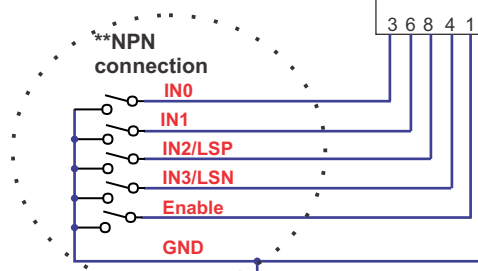 3 6 8 4 1
**NPN
connection
IN0
IN1
IN2/LSP
IN3/LSN
Enable
GND